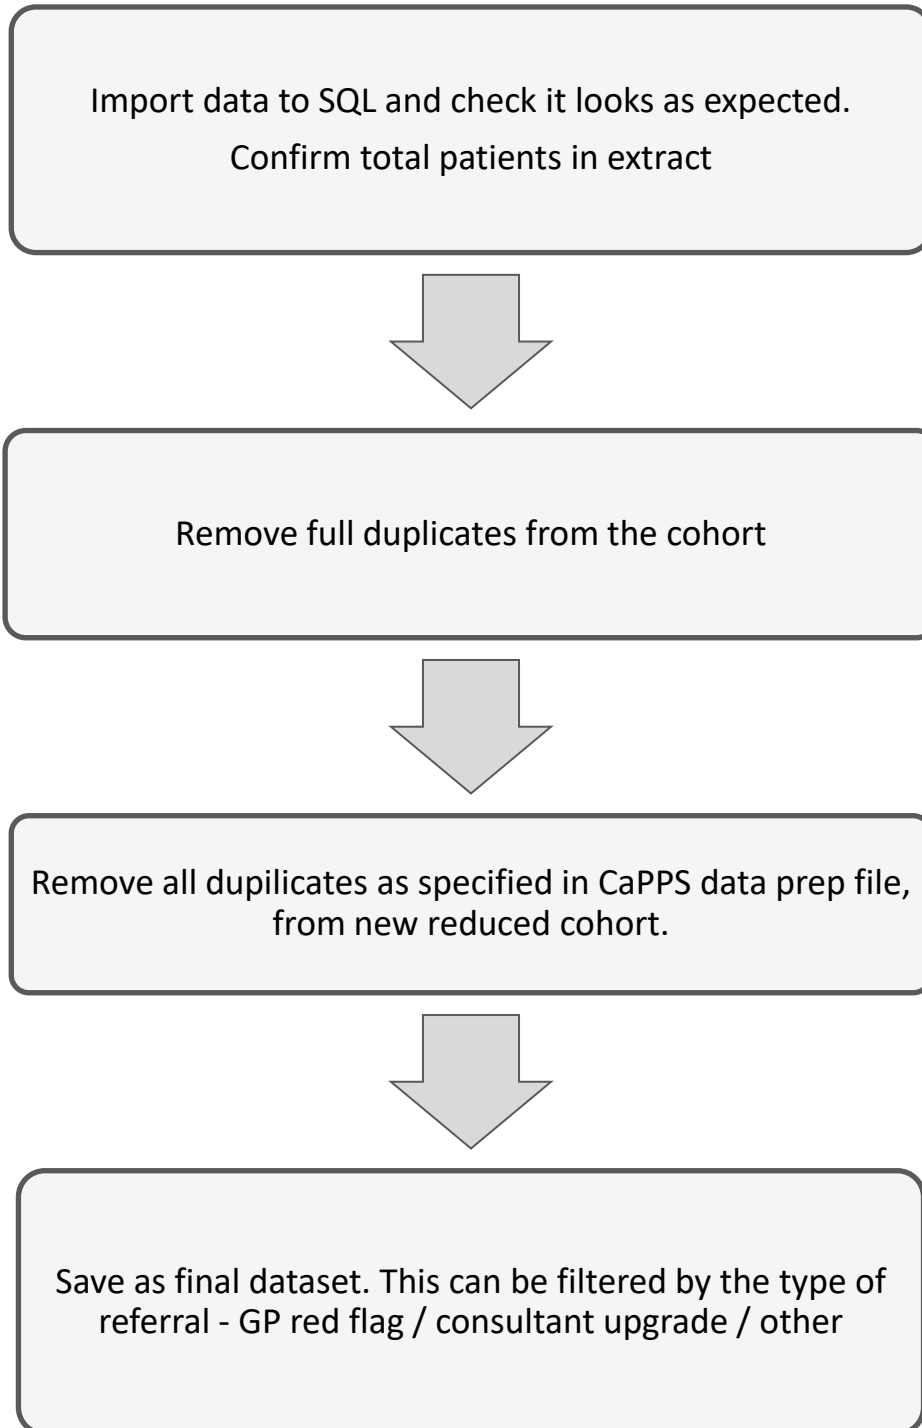 Import data to SQL and check it looks as expected.
Confirm total patients in extract
Remove full duplicates from the cohort
Remove all dupilicates as specified in CaPPS data prep file,
from new reduced cohort.
Save as final dataset. This can be filtered by the type of
referral - GP red flag / consultant upgrade / other